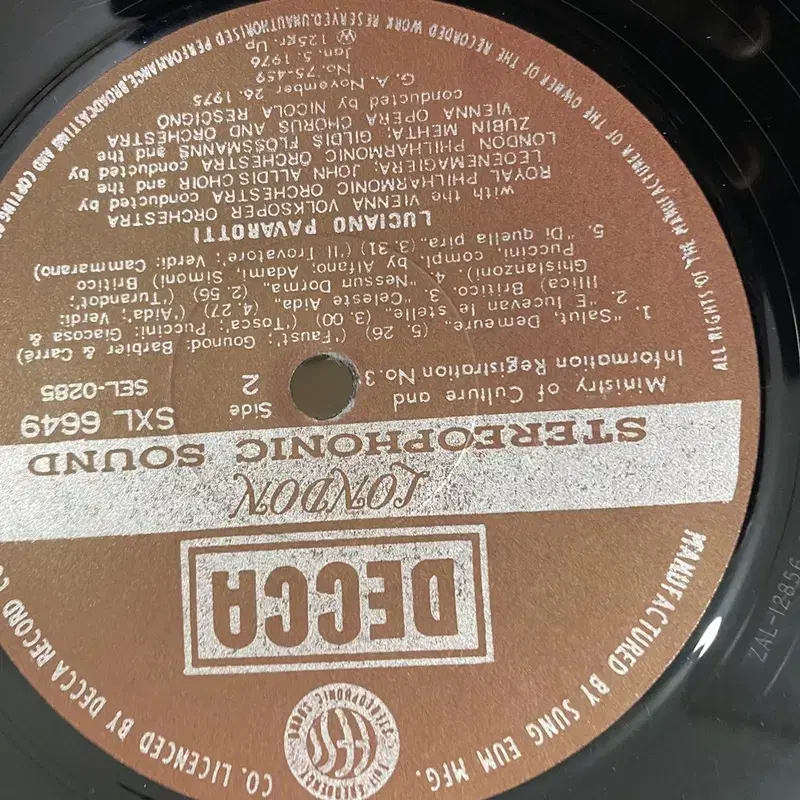 MANUFACTURED BY SUNG EUM MFG. CO. LICENCED BY DECCA RECORD CO.
DECCA
LONDON
STEREOPHONIC SOUND
Ministry of Culture and
Information Registration No.3
Side
2
SXL 6649
SEL-0285
1. "Salut, Demeure„ (5. 26) ('Faust'; Gounod: Barbier & Carré)
2. "E lucevan le stelle„ (3. 00) ('Tosca'; Puccini: Giacosa &
Illica) Britico. 3. "Celeste Aida„ (4. 27) ('Aida'; Verdi:
Ghislanzoni). 4. "Nessun Dorma„ (2. 56) ('Turandot';
Puccini, compl. by Alfano: Adami, Simoni) Britico
5. "Di quella pira„ (3. 31) (Il Trovatore; Verdi: Cammarano)
LUCIANO PAVAROTTI
with the VIENNA VOLKSOPER ORCHESTRA
ROYAL PHILHARMONIC ORCHESTRA conducted by
LEOENEMAGIERA, JOHN ALLDIS CHOIR and the
LONDON PHILHARMONIC ORCHESTRA conducted by
ZUBIN MEHTA; GILDIS FLOSSMANNS and the
VIENNA OPERA CHORUS AND ORCHESTRA
conducted by NICOLA RESCIGNO
G. A. November 26. 1975
No. 75-459
Jan. 5. 1976
Ⓦ 125gr. Up
ALL RIGHTS OF THE MANUFACTURER OF THE OWNER OF THE RECORDED WORK RESERVED.UNAUTHORISED PERFORMANCE,BROADCASTING AND COPYING
ZAL-12856